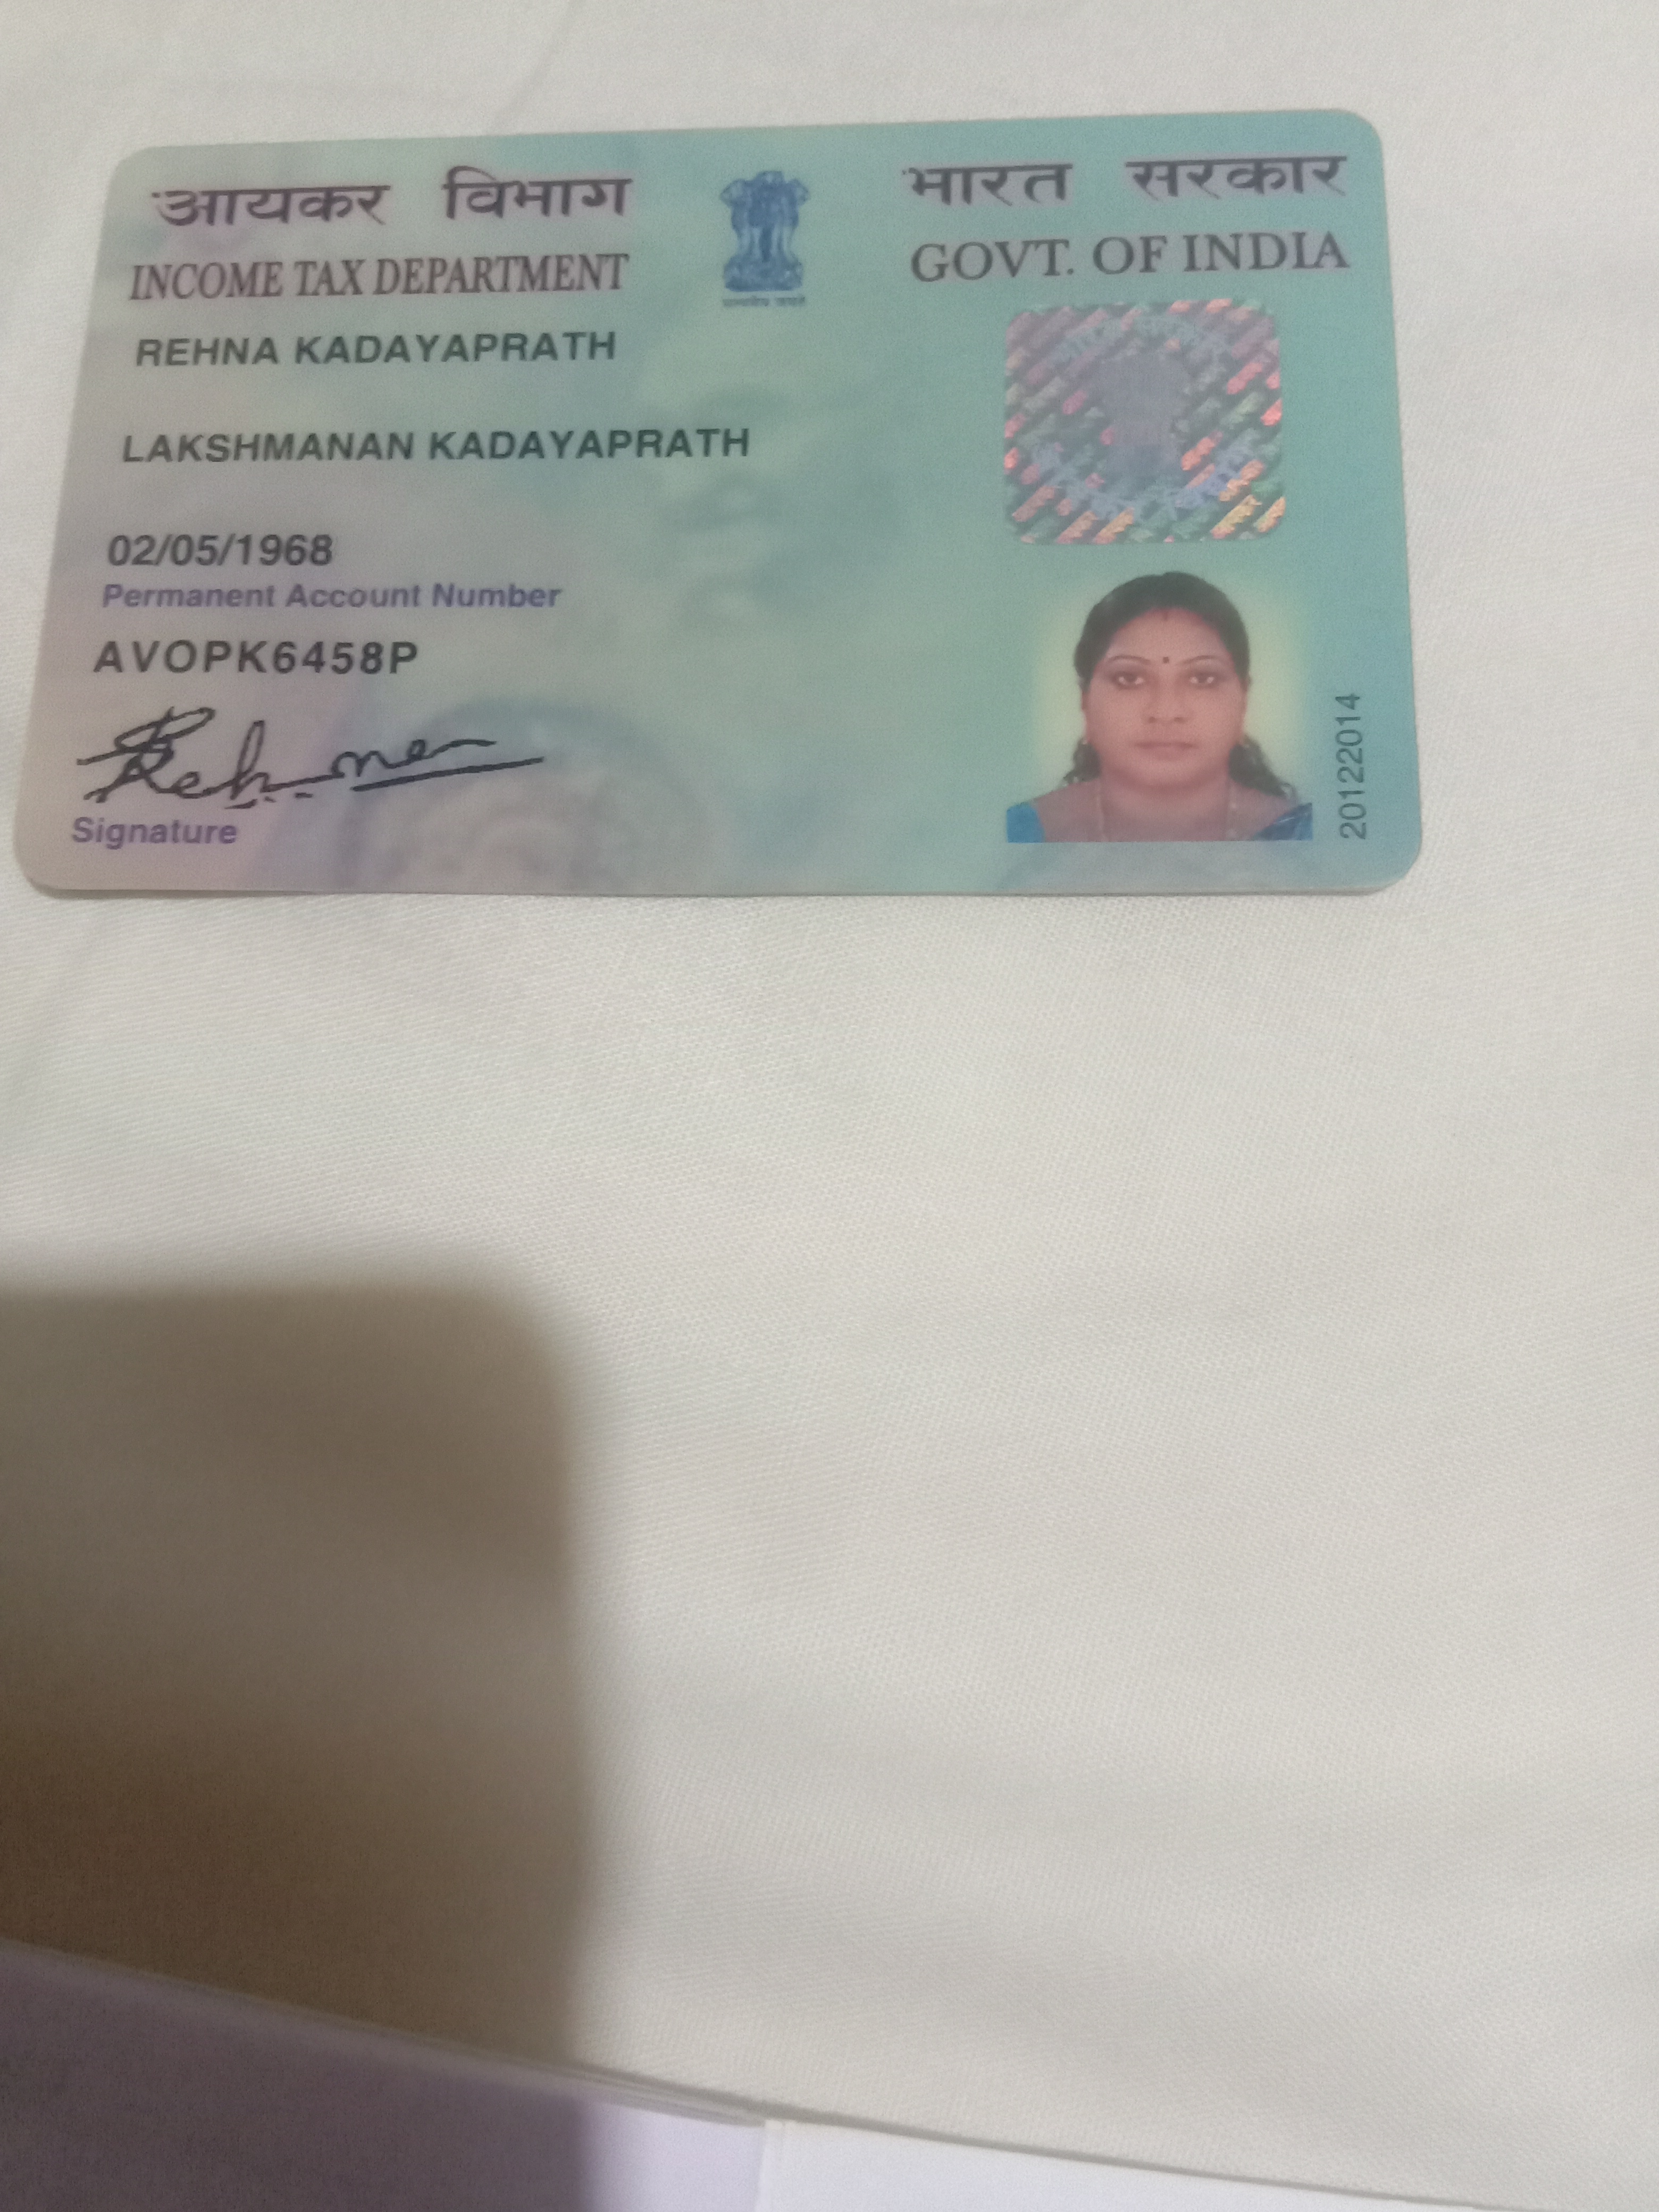 आयकर विभाग
INCOME TAX DEPARTMENT
भारत सरकार
GOVT. OF INDIA
सत्यमेव जयते
REHNA KADAYAPRATH
LAKSHMANAN KADAYAPRATH
02/05/1968
Permanent Account Number
AVOPK6458P
Rehna
Signature
20122014